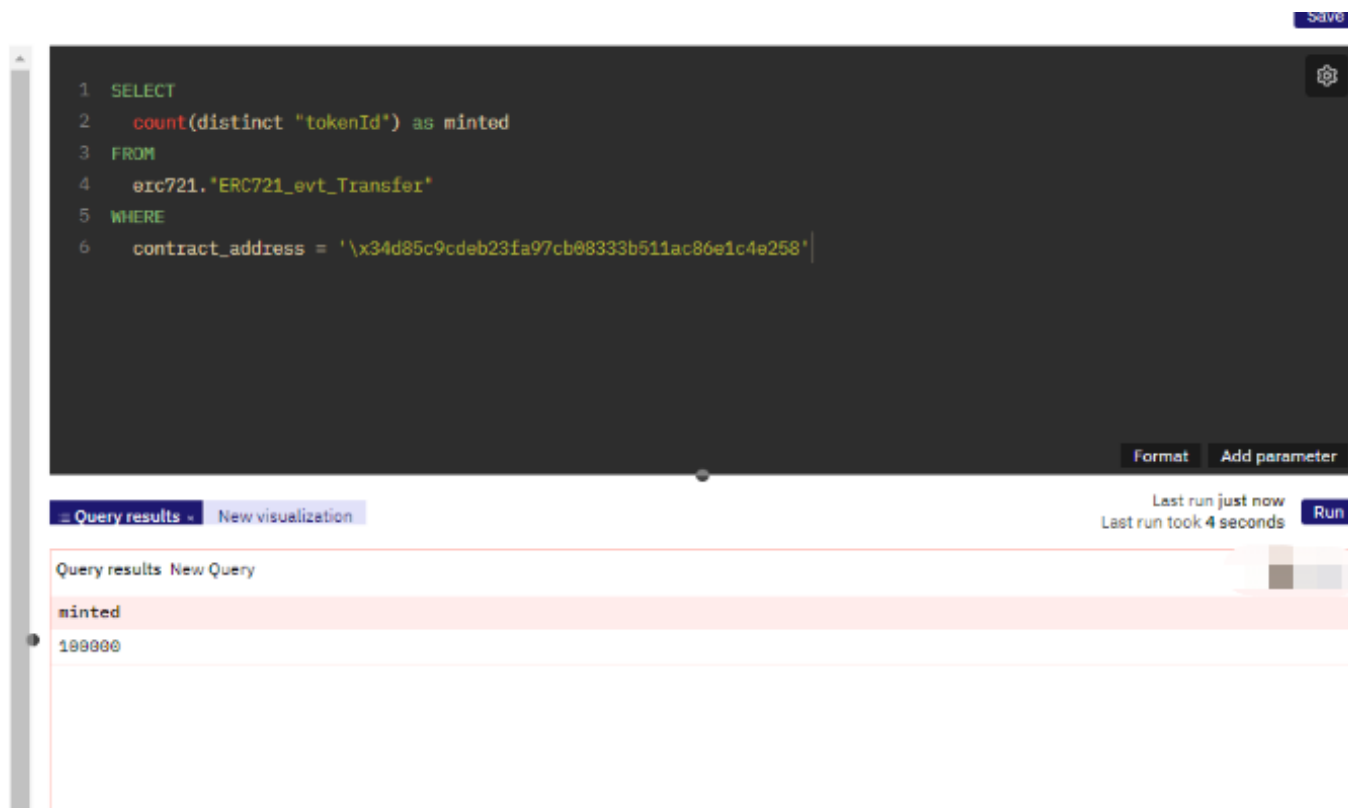 Save
1 SELECT
2 count(distinct "tokenId") as minted
3 FROM
4 erc721."ERC721_evt_Transfer"
5 WHERE
6 contract_address = '\x34d85c9cdeb23fa97cb08333b511ac86e1c4e258'
Format Add parameter
Query results New visualization
Last run just now
Last run took 4 seconds
Run
Query results New Query
minted